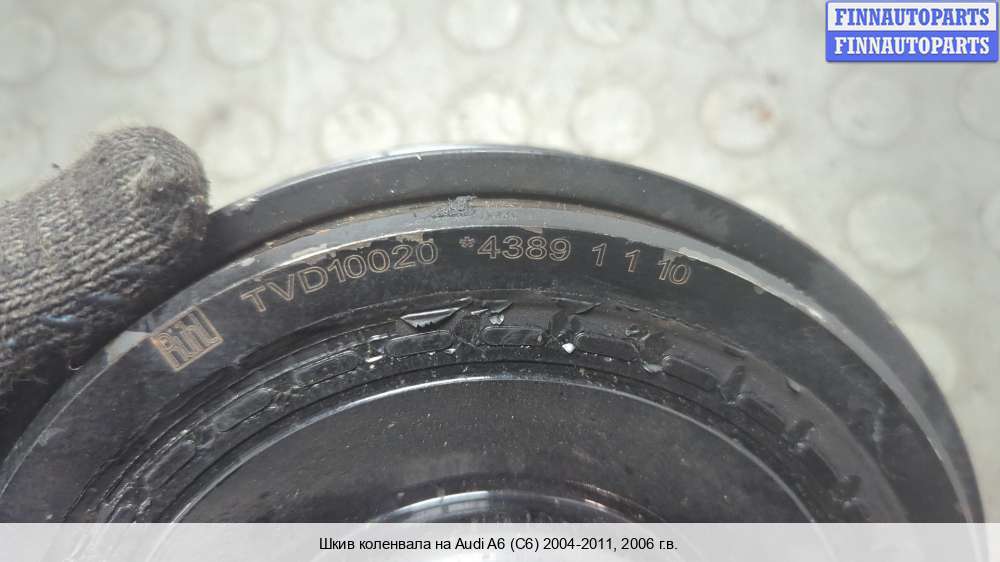 FINNAUTOPARTS
FINNAUTOPARTS
TVD10020 *4389 1 1 10
Шкив коленвала на Audi A6 (C6) 2004-2011, 2006 г.в.